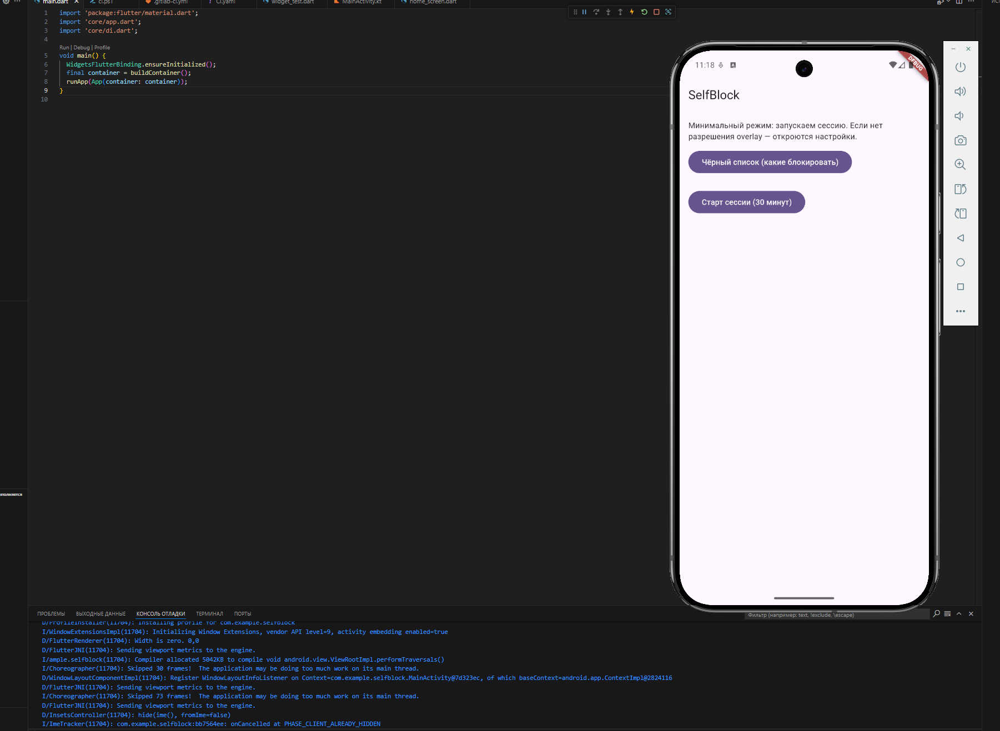 main.dart
ci.ps1
.gitlab-ci.yml
CI.yaml
widget_test.dart
MainActivity.kt
home_screen.dart
1 import 'package:flutter/material.dart';
2 import 'core/app.dart';
3 import 'core/di.dart';
4
Run | Debug | Profile
5 void main() {
6 WidgetsFlutterBinding.ensureInitialized();
7 final container = buildContainer();
8 runApp(App(container: container));
9 }
10
11:18
DEBUG
SelfBlock
Минимальный режим: запускаем сессию. Если нет
разрешения overlay — откроются настройки.
Чёрный список (какие блокировать)
Старт сессии (30 минут)
ПРОБЛЕМЫ
ВЫХОДНЫЕ ДАННЫЕ
КОНСОЛЬ ОТЛАДКИ
ТЕРМИНАЛ
ПОРТЫ
Фильтр (например: text, !exclude, \escape)
D/ProfileInstaller(11704): Installing profile for com.example.selfblock
I/WindowExtensionsImpl(11704): Initializing Window Extensions, vendor API level=9, activity embedding enabled=true
D/FlutterRenderer(11704): Width is zero. 0,0
D/FlutterJNI(11704): Sending viewport metrics to the engine.
I/ample.selfblock(11704): Compiler allocated 5042KB to compile void android.view.ViewRootImpl.performTraversals()
I/Choreographer(11704): Skipped 30 frames!  The application may be doing too much work on its main thread.
D/WindowLayoutComponentImpl(11704): Register WindowLayoutInfoListener on Context=com.example.selfblock.MainActivity@7d323ec, of which baseContext=android.app.ContextImpl@2824116
D/FlutterJNI(11704): Sending viewport metrics to the engine.
I/Choreographer(11704): Skipped 73 frames!  The application may be doing too much work on its main thread.
D/FlutterJNI(11704): Sending viewport metrics to the engine.
D/InsetsController(11704): hide(ime(), fromIme=false)
I/ImeTracker(11704): com.example.selfblock:bb7564ee: onCancelled at PHASE_CLIENT_ALREADY_HIDDEN